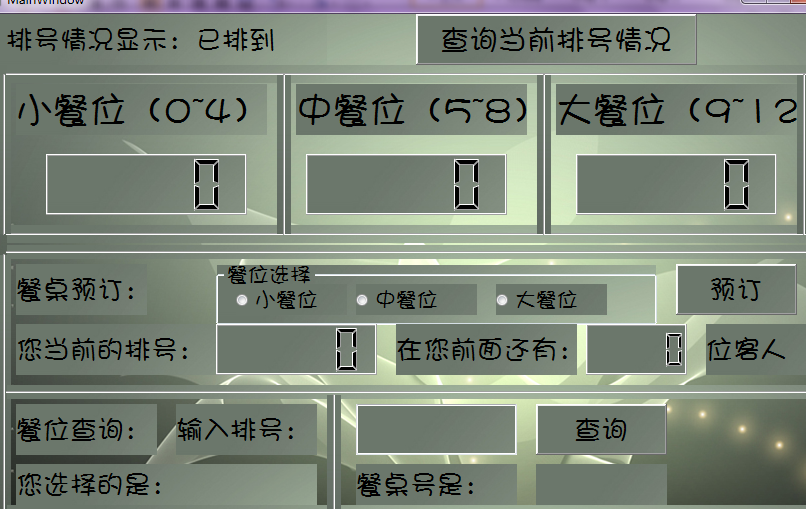 MainWindow
排号情况显示：已排到 查询当前排号情况
小餐位（0~4） 中餐位（5~8） 大餐位（9~12
0 0 0
餐位选择
餐桌预订： 小餐位 中餐位 大餐位 预订
您当前的排号： 0 在您前面还有： 0 位客人
餐位查询： 输入排号： 查询
您选择的是： 餐桌号是：